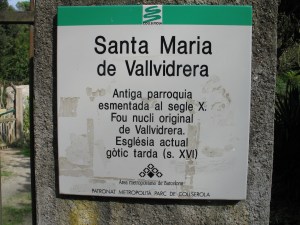 Santa Maria
de Vallvidrera
Antiga parroquia
esmentada al segle X.
Fou nucli original
de Vallvidrera.
Església actual
gòtic tarda (s. XVI)
Àrea metropolitana de Barcelona
PATRONAT METROPOLITÀ PARC DE COLLSEROLA